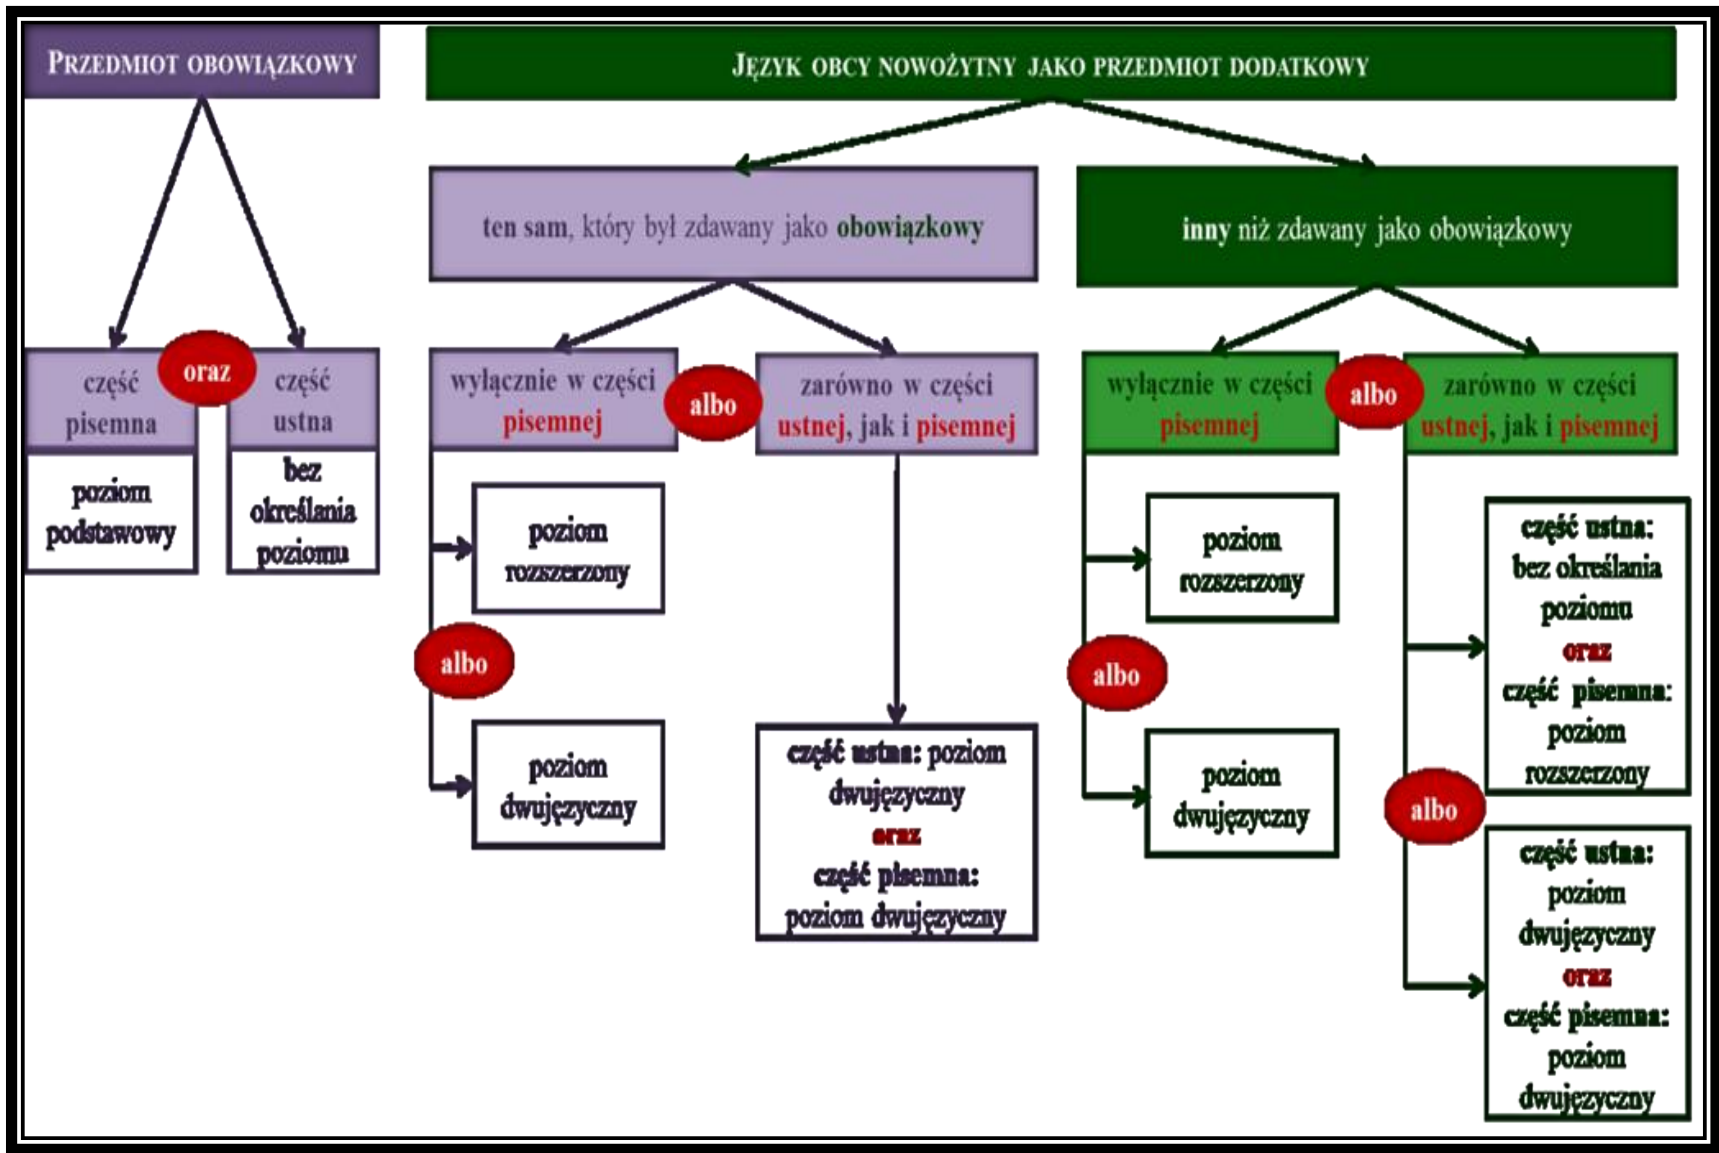 PRZEDMIOT OBOWIĄZKOWY
JĘZYK OBCY NOWOŻYTNY JAKO PRZEDMIOT DODATKOWY
ten sam, który był zdawany jako obowiązkowy
inny niż zdawany jako obowiązkowy
część
pisemna
oraz
część
ustna
poziom
podstawowy
bez
określania
poziomu
wyłącznie w części
pisemnej
albo
zarówno w części
ustnej, jak i pisemnej
poziom
rozszerzony
albo
poziom
dwujęzyczny
część ustna: poziom
dwujęzyczny
oraz
część pisemna:
poziom dwujęzyczny
wyłącznie w części
pisemnej
albo
zarówno w części
ustnej, jak i pisemnej
poziom
rozszerzony
albo
poziom
dwujęzyczny
część ustna:
bez określania
poziomu
oraz
część pisemna:
poziom
rozszerzony
albo
część ustna:
poziom
dwujęzyczny
oraz
część pisemna:
poziom
dwujęzyczny